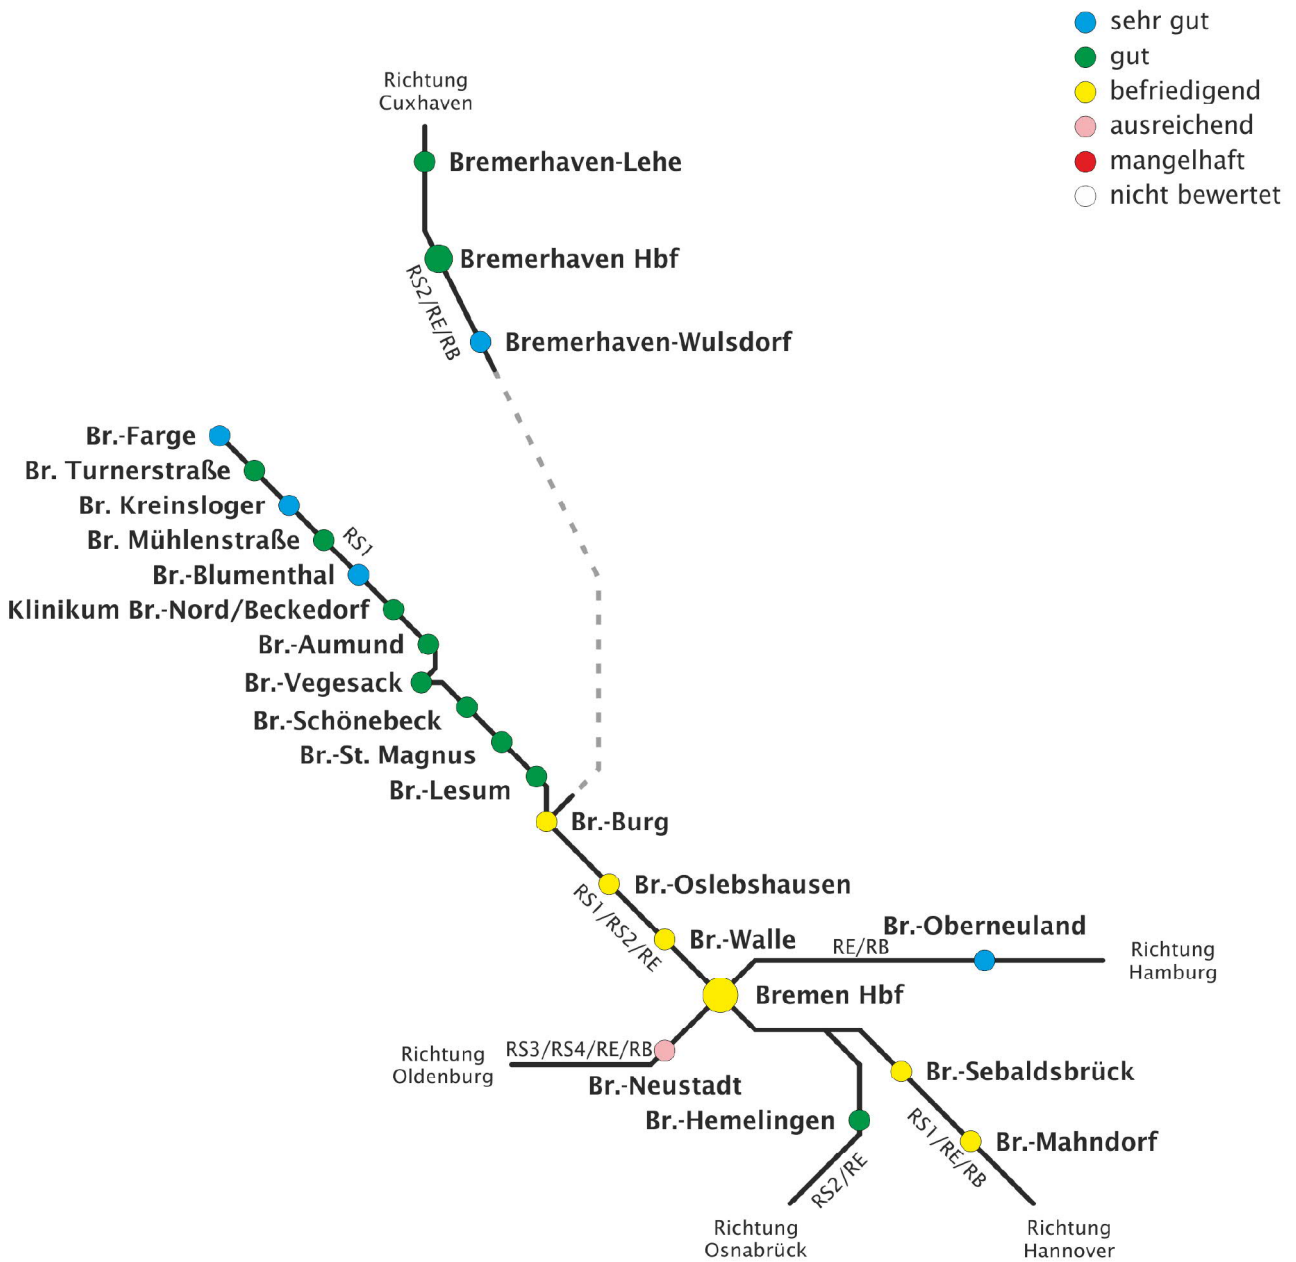 sehr gut
gut
befriedigend
ausreichend
mangelhaft
nicht bewertet
Richtung
Cuxhaven
Bremerhaven-Lehe
Bremerhaven Hbf
RS2/RE/RB
Bremerhaven-Wulsdorf
Br.-Farge
Br. Turnerstraße
Br. Kreinsloger
Br. Mühlenstraße
RS1
Br.-Blumenthal
Klinikum Br.-Nord/Beckedorf
Br.-Aumund
Br.-Vegesack
Br.-Schönebeck
Br.-St. Magnus
Br.-Lesum
Br.-Burg
Br.-Oslebshausen
RS1/RS2/RE
Br.-Walle
Br.-Oberneuland
RE/RB
Richtung
Hamburg
Bremen Hbf
RS3/RS4/RE/RB
Richtung
Oldenburg
Br.-Neustadt
Br.-Sebaldsbrück
Br.-Hemelingen
RS1/RE/RB
Br.-Mahndorf
RS2/RE
Richtung
Osnabrück
Richtung
Hannover